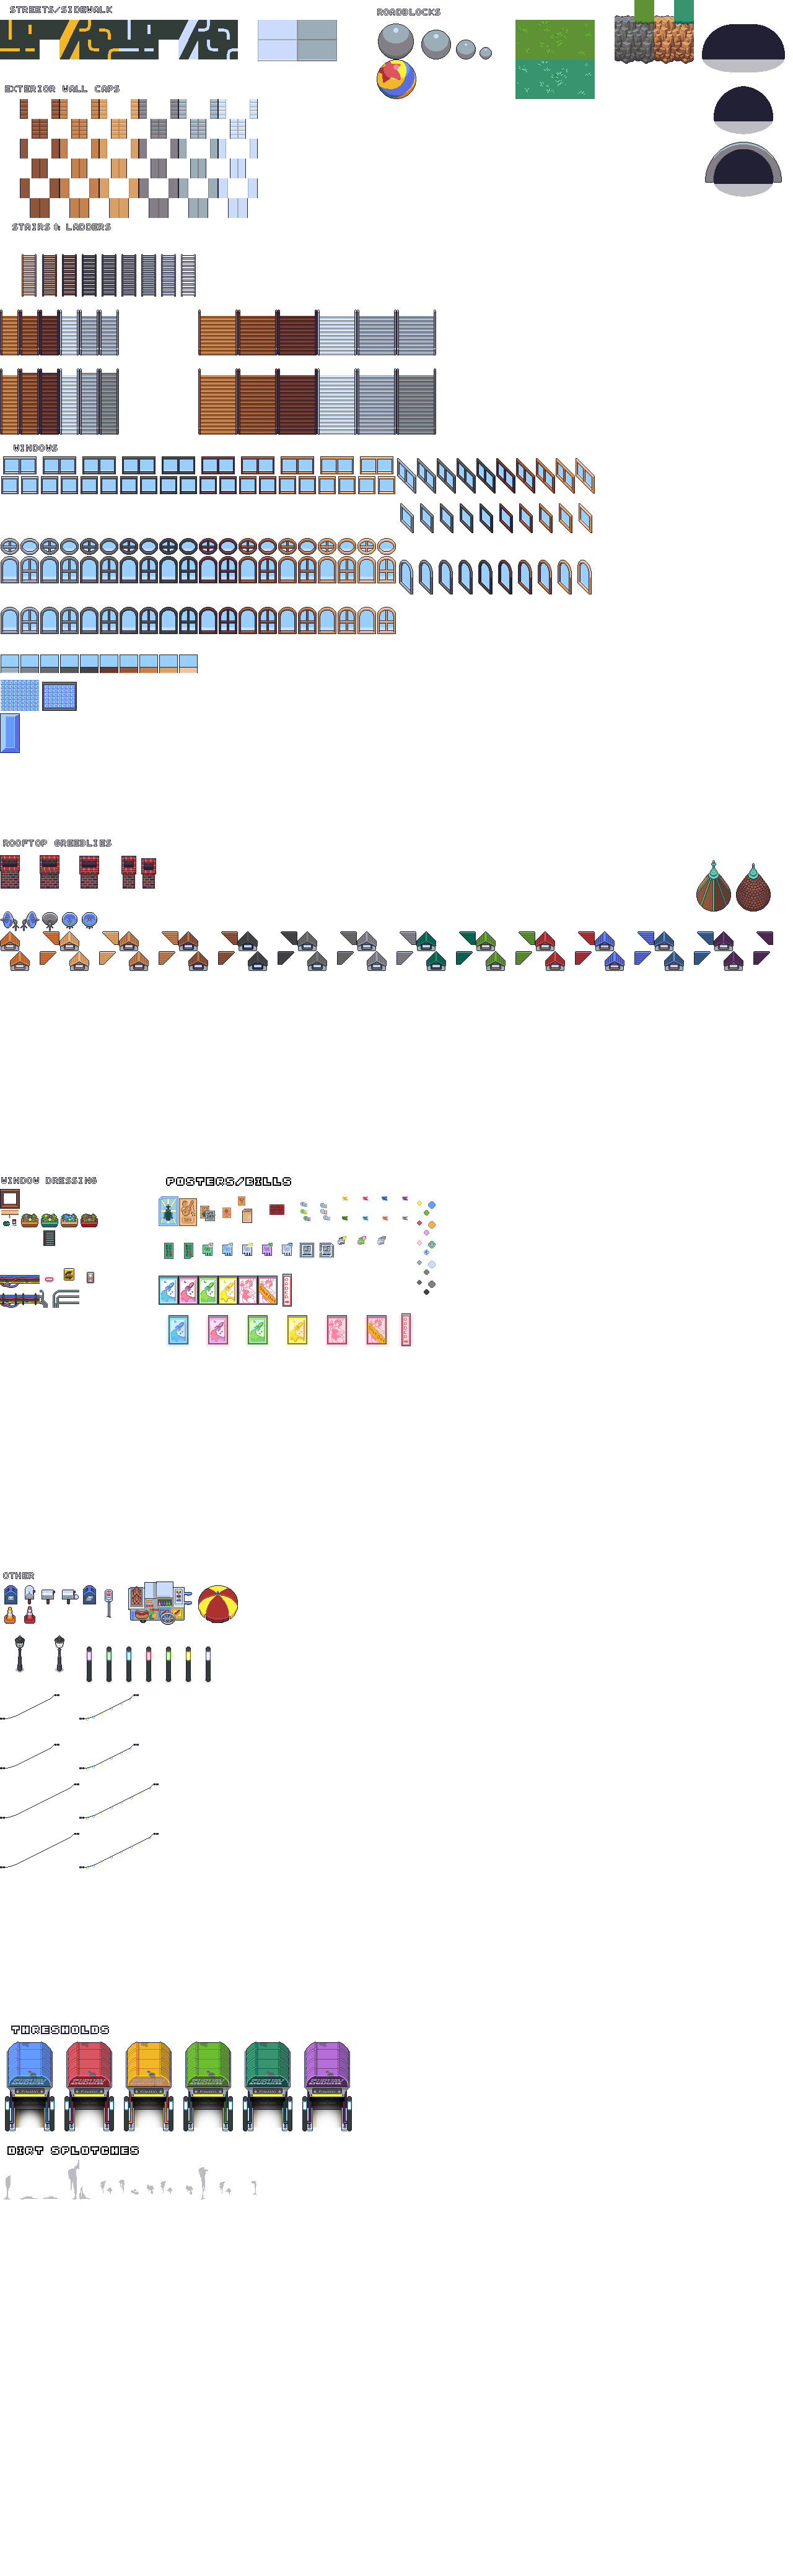 STREETS/SIDEWALK
ROADBLOCKS
EXTERIOR WALL CAPS
STAIRS & LADDERS
WINDOWS
ROOFTOP GREEBLIES
WINDOW DRESSING
POSTERS/BILLS
OTHER
THRESHOLDS
DIRT SPLOTCHES